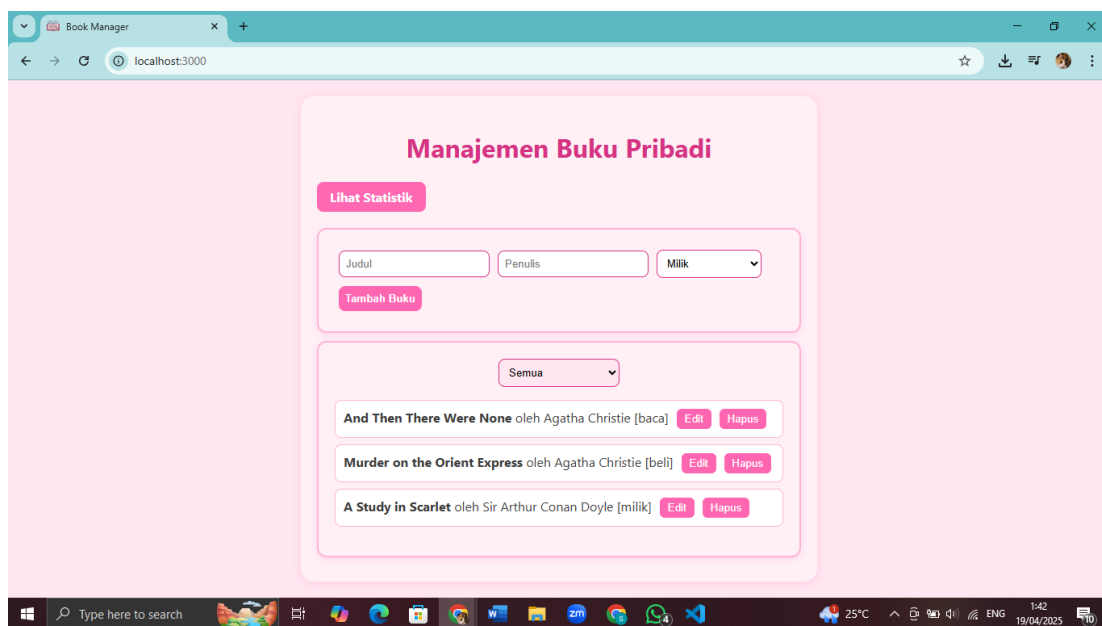 Book Manager
localhost:3000
Manajemen Buku Pribadi
Lihat Statistik
Judul Penulis Milik
Tambah Buku
Semua
And Then There Were None oleh Agatha Christie [baca] Edit Hapus
Murder on the Orient Express oleh Agatha Christie [beli] Edit Hapus
A Study in Scarlet oleh Sir Arthur Conan Doyle [milik] Edit Hapus
Type here to search zm 4 25°C ENG 1:42
19/04/2025 10